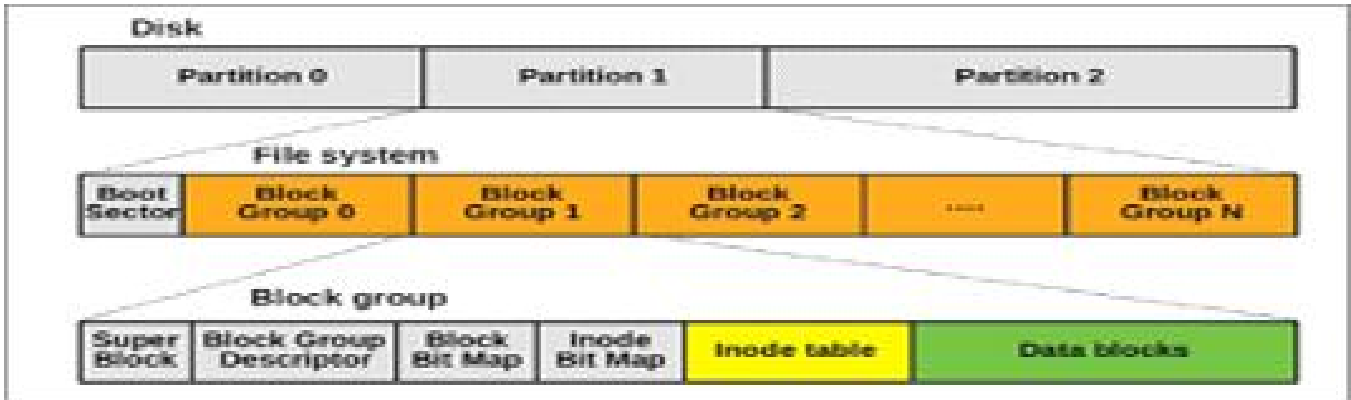 Disk
Partition 0 Partition 1 Partition 2
File system
Boot Sector Block Group 0 Block Group 1 Block Group 2 .... Block Group N
Block group
Super Block Block Group Descriptor Block Bit Map Inode Bit Map Inode table Data blocks